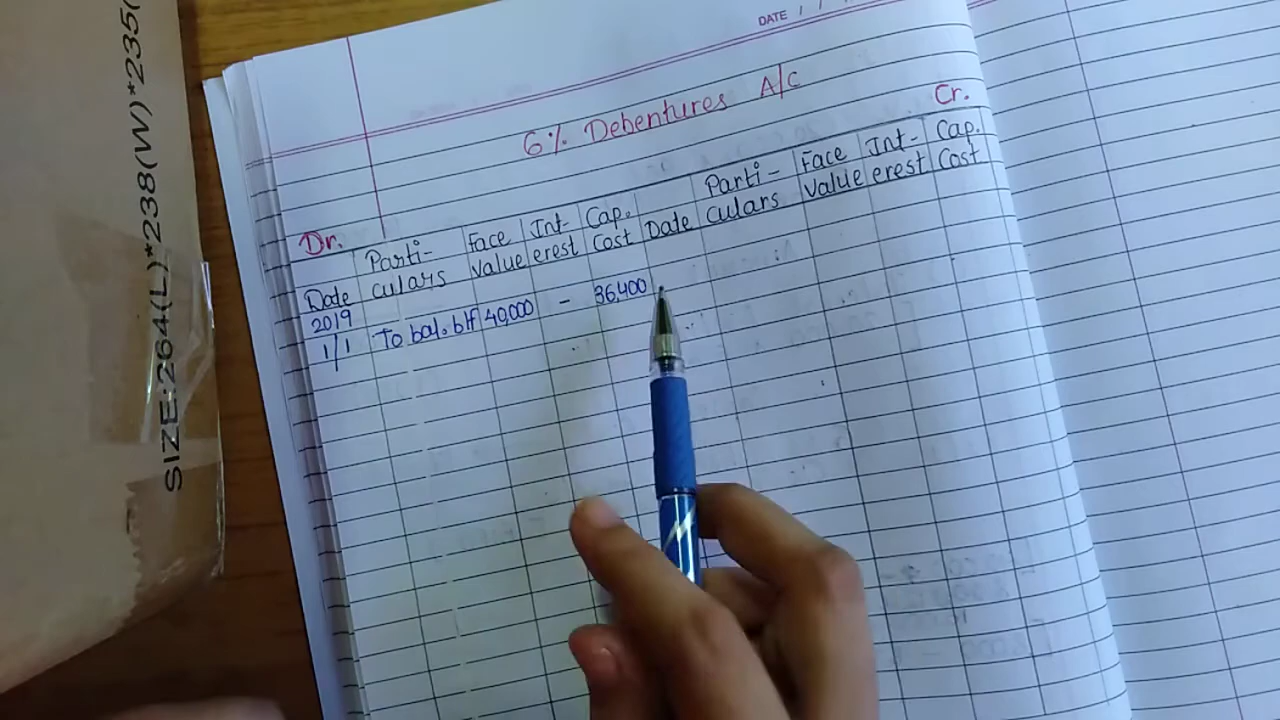 SIZE:264(L)*238(W)*235(
DATE / /
6% Debentures A/C
Dr. Cr.
Date Parti-culars Face value Int-erest Cap. Cost Date Parti-culars Face value Int-erest Cap. Cost
2019
1/1 To bal. b/f 40,000 - 36,400